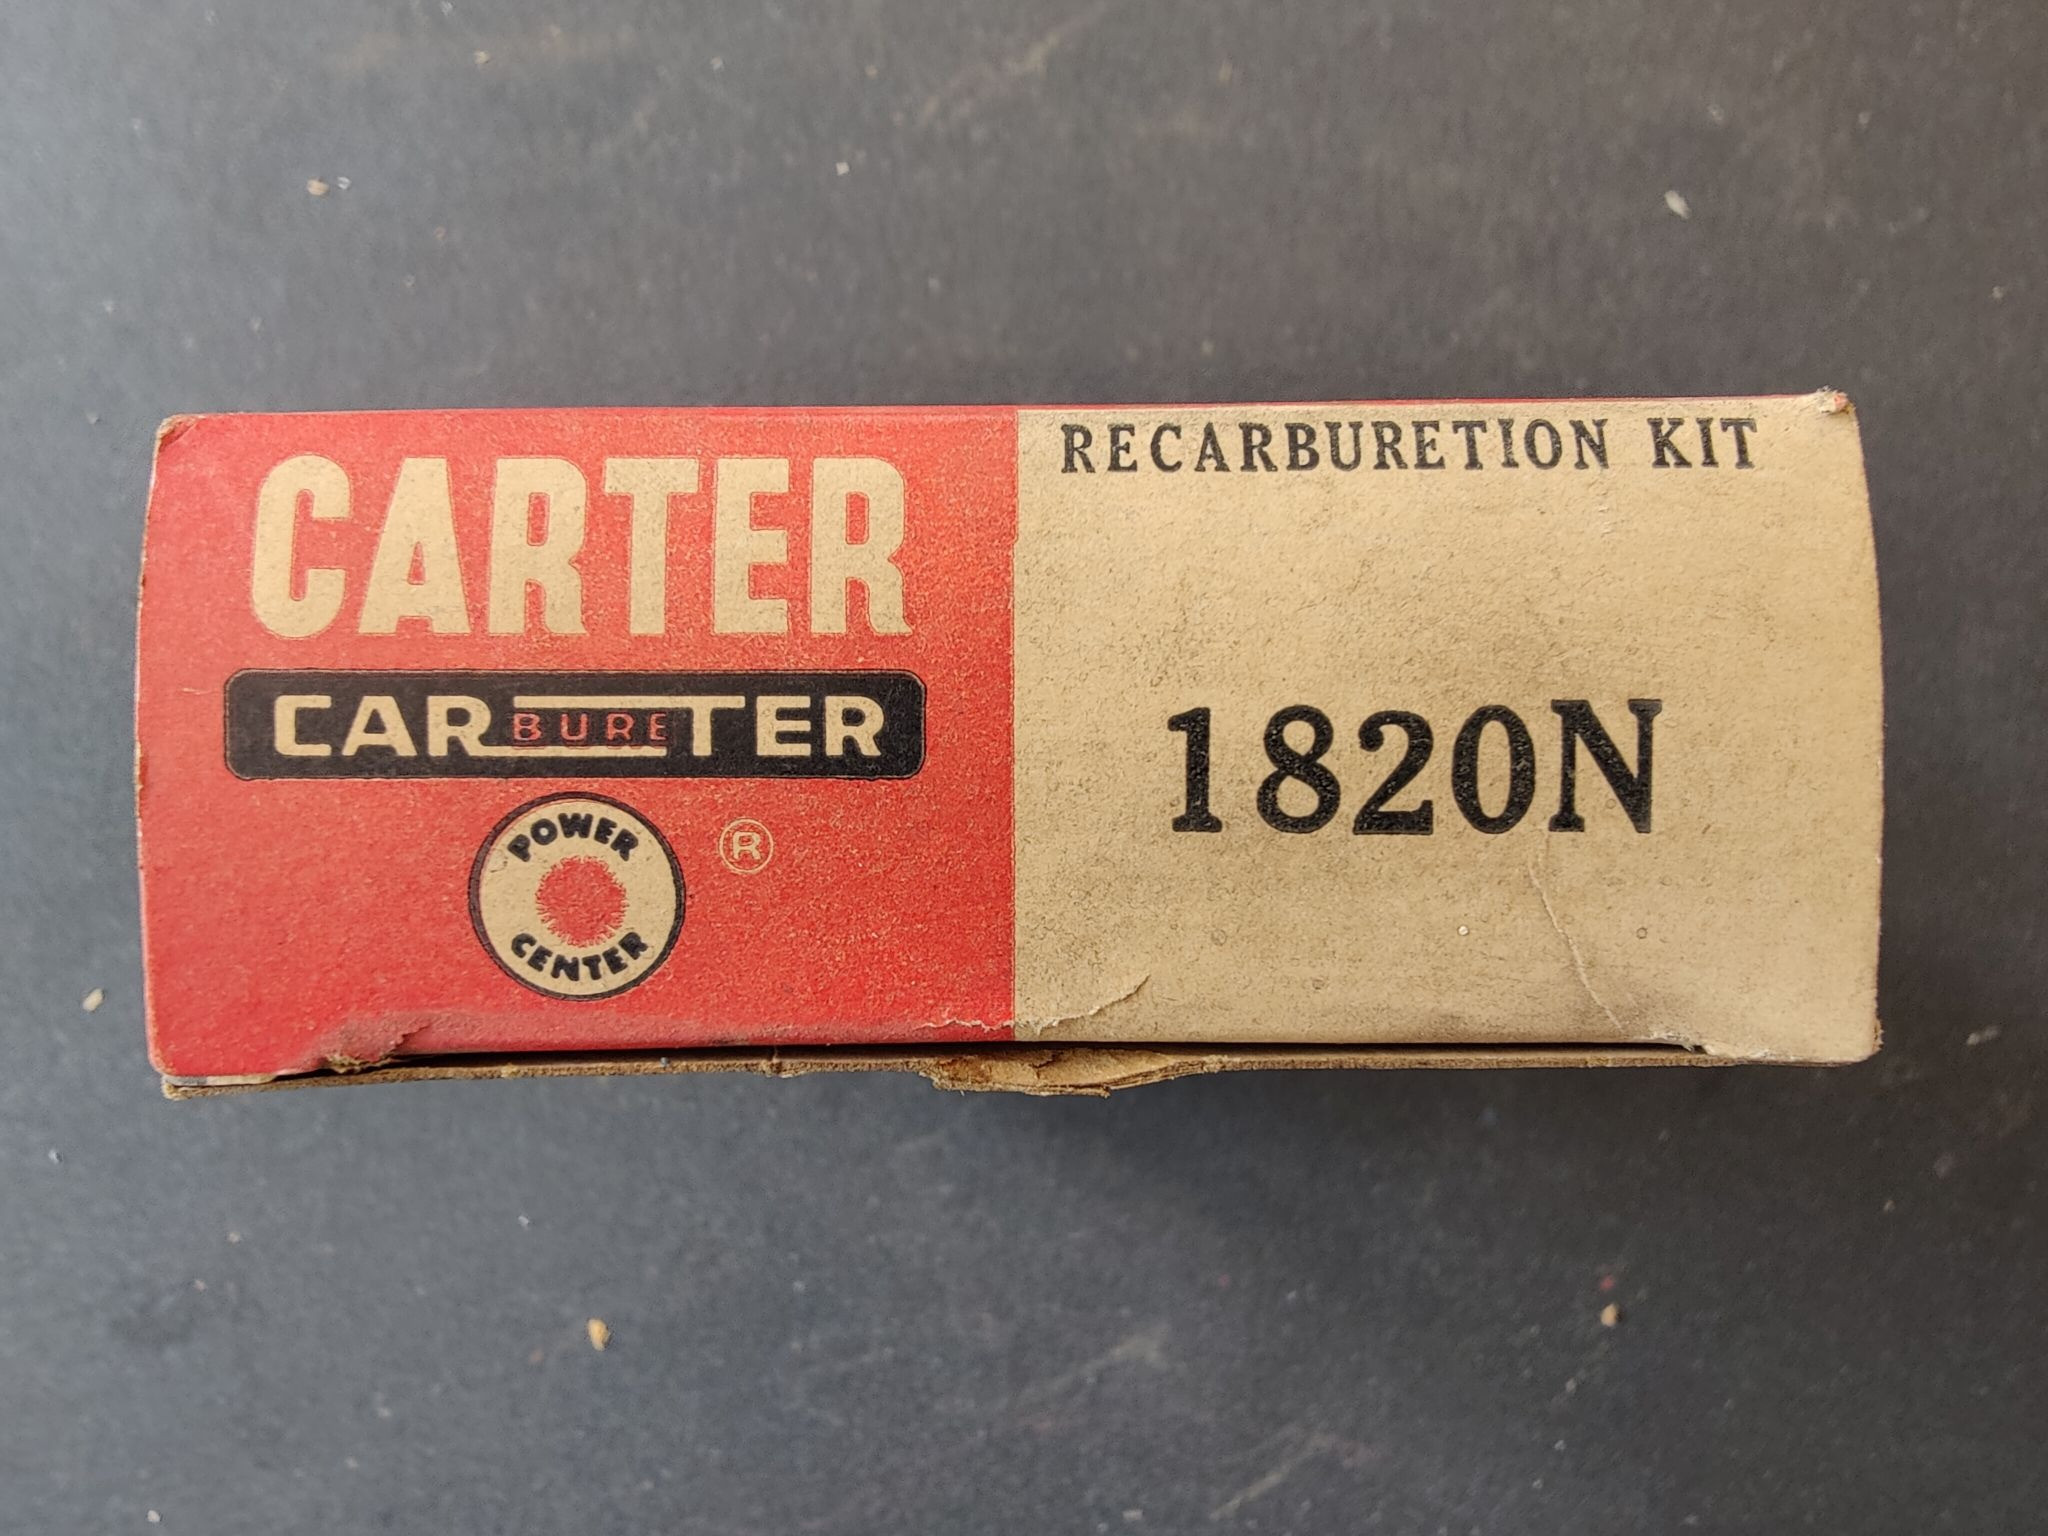 CARTER
CARBURETER
POWER
CENTER
®
RECARBURETION KIT
1820N